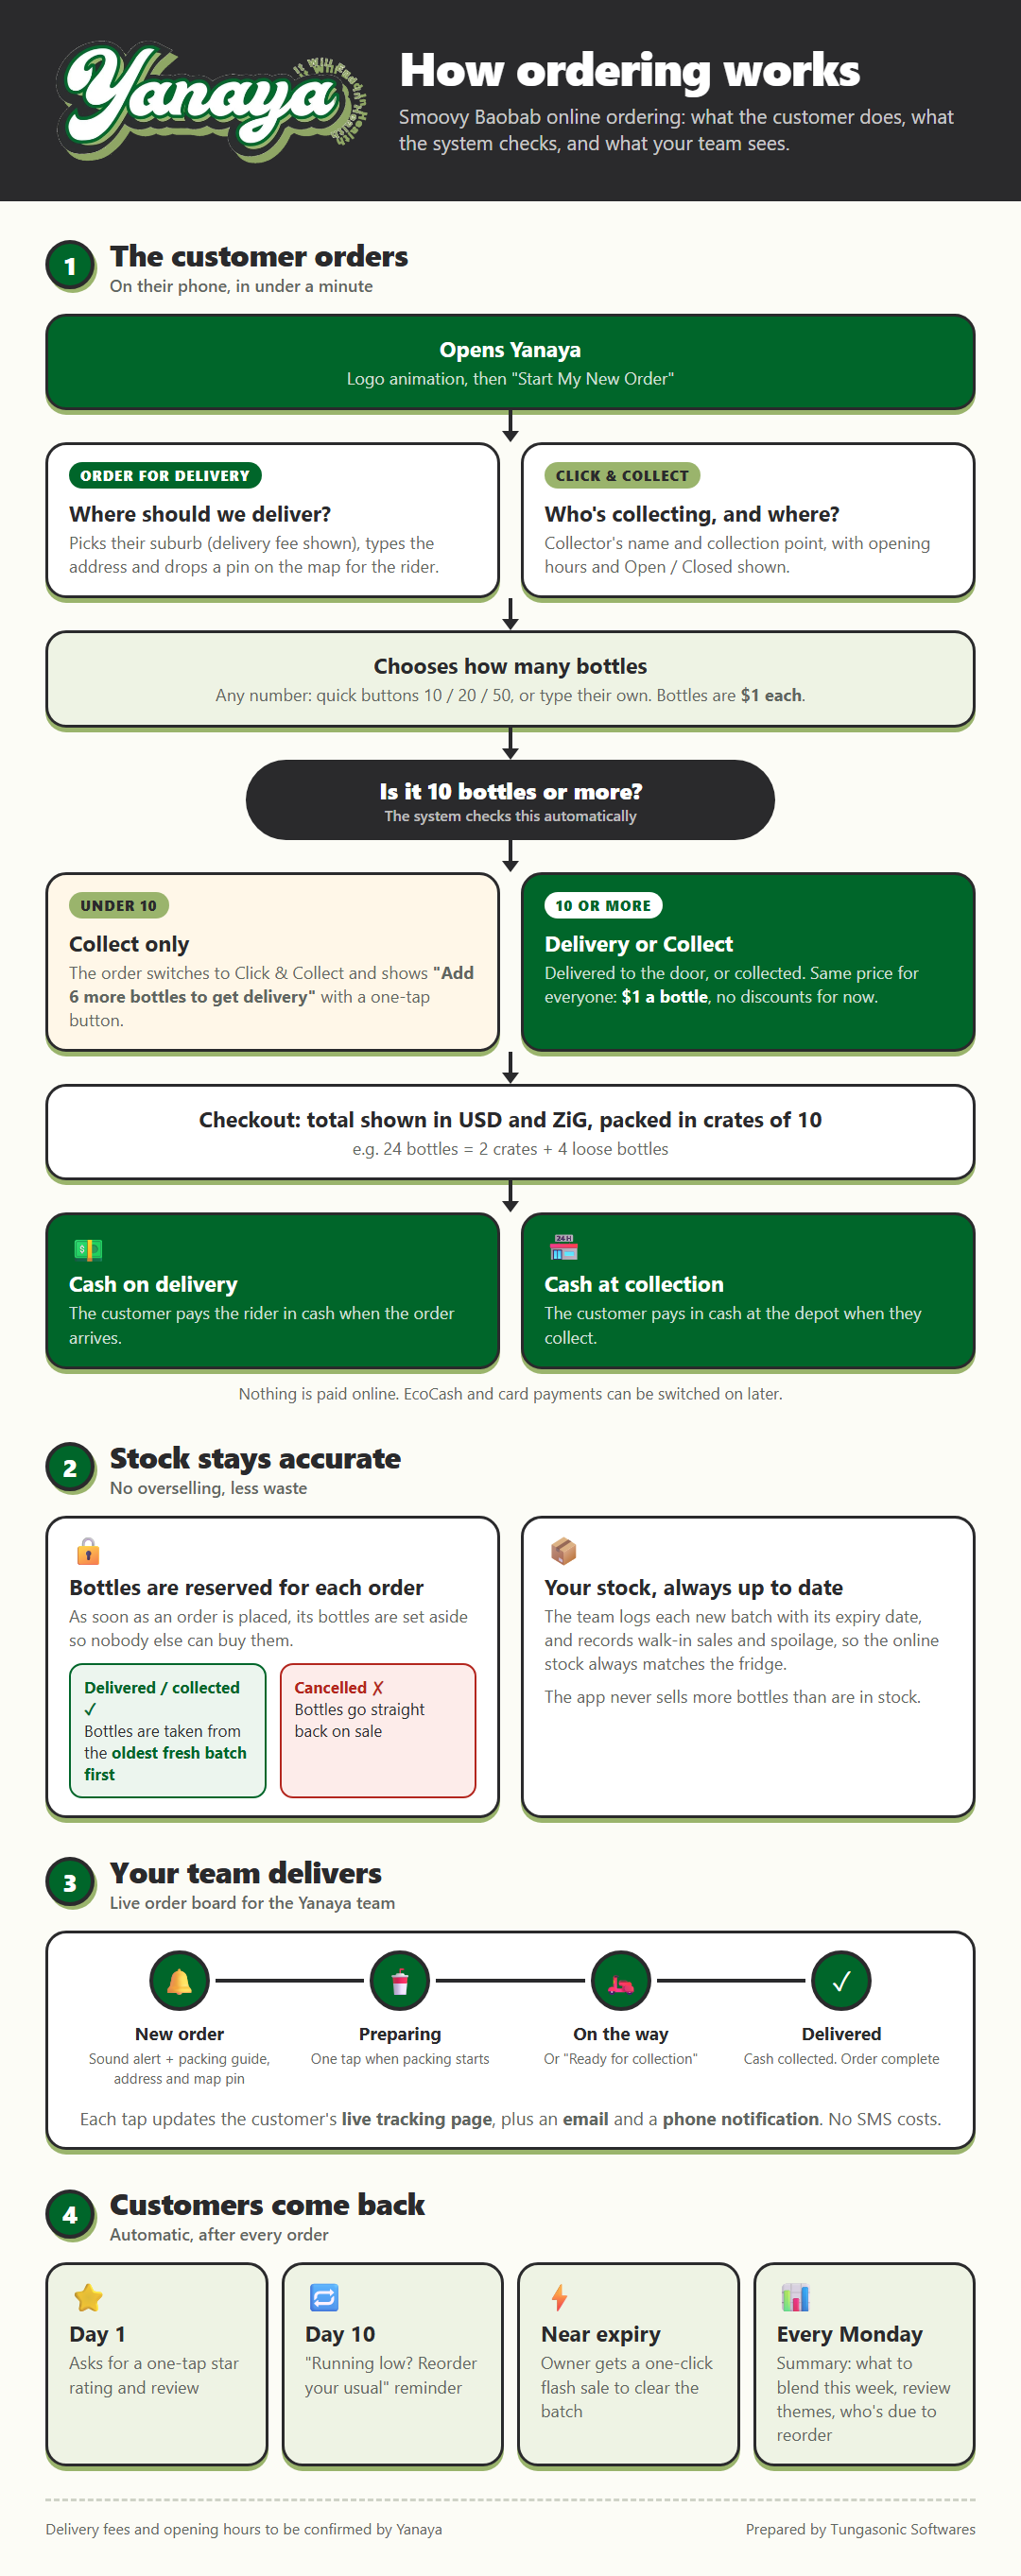 Yanaya
How ordering works
Smoovy Baobab online ordering: what the customer does, what
the system checks, and what your team sees.
1
The customer orders
On their phone, in under a minute
Opens Yanaya
Logo animation, then "Start My New Order"
ORDER FOR DELIVERY
Where should we deliver?
Picks their suburb (delivery fee shown), types the
address and drops a pin on the map for the rider.
CLICK & COLLECT
Who's collecting, and where?
Collector's name and collection point, with opening
hours and Open / Closed shown.
Chooses how many bottles
Any number: quick buttons 10 / 20 / 50, or type their own. Bottles are $1 each.
Is it 10 bottles or more?
The system checks this automatically
UNDER 10
Collect only
The order switches to Click & Collect and shows "Add
6 more bottles to get delivery" with a one-tap
button.
10 OR MORE
Delivery or Collect
Delivered to the door, or collected. Same price for
everyone: $1 a bottle, no discounts for now.
Checkout: total shown in USD and ZiG, packed in crates of 10
e.g. 24 bottles = 2 crates + 4 loose bottles
Cash on delivery
The customer pays the rider in cash when the order
arrives.
24H
Cash at collection
The customer pays in cash at the depot when they
collect.
Nothing is paid online. EcoCash and card payments can be switched on later.
2
Stock stays accurate
No overselling, less waste
Bottles are reserved for each order
As soon as an order is placed, its bottles are set aside
so nobody else can buy them.
Delivered / collected
✓
Bottles are taken from
the oldest fresh batch
first
Cancelled ✗
Bottles go straight
back on sale
Your stock, always up to date
The team logs each new batch with its expiry date,
and records walk-in sales and spoilage, so the online
stock always matches the fridge.
The app never sells more bottles than are in stock.
3
Your team delivers
Live order board for the Yanaya team
New order
Sound alert + packing guide,
address and map pin
Preparing
One tap when packing starts
On the way
Or "Ready for collection"
✓
Delivered
Cash collected. Order complete
Each tap updates the customer's live tracking page, plus an email and a phone notification. No SMS costs.
4
Customers come back
Automatic, after every order
Day 1
Asks for a one-tap star
rating and review
Day 10
"Running low? Reorder
your usual" reminder
Near expiry
Owner gets a one-click
flash sale to clear the
batch
Every Monday
Summary: what to
blend this week, review
themes, who's due to
reorder
Delivery fees and opening hours to be confirmed by Yanaya
Prepared by Tungasonic Softwares